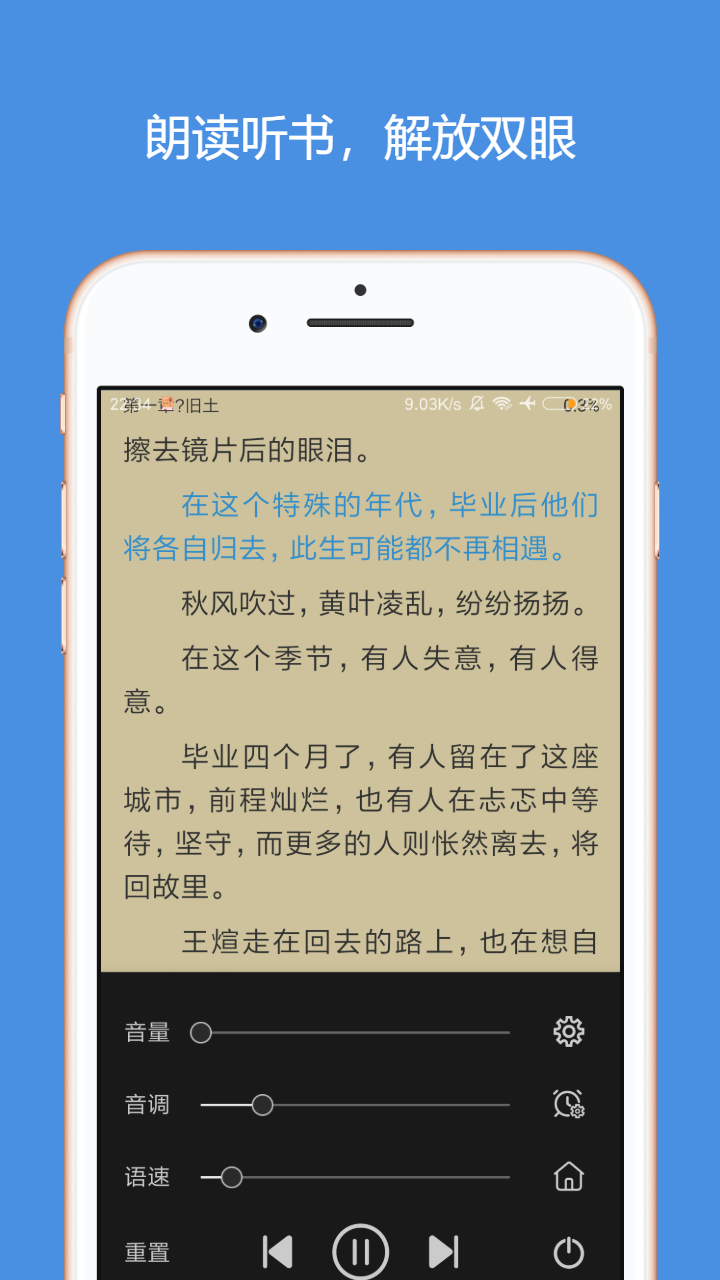 朗读听书，解放双眼
第一章?旧土
9.03K/s
0.3%
擦去镜片后的眼泪。
在这个特殊的年代，毕业后他们
将各自归去，此生可能都不再相遇。
秋风吹过，黄叶凌乱，纷纷扬扬。
在这个季节，有人失意，有人得
意。
毕业四个月了，有人留在了这座
城市，前程灿烂，也有人在忐忑中等
待，坚守，而更多的人则怅然离去，将
回故里。
王煊走在回去的路上，也在想自
音量
音调
语速
重置